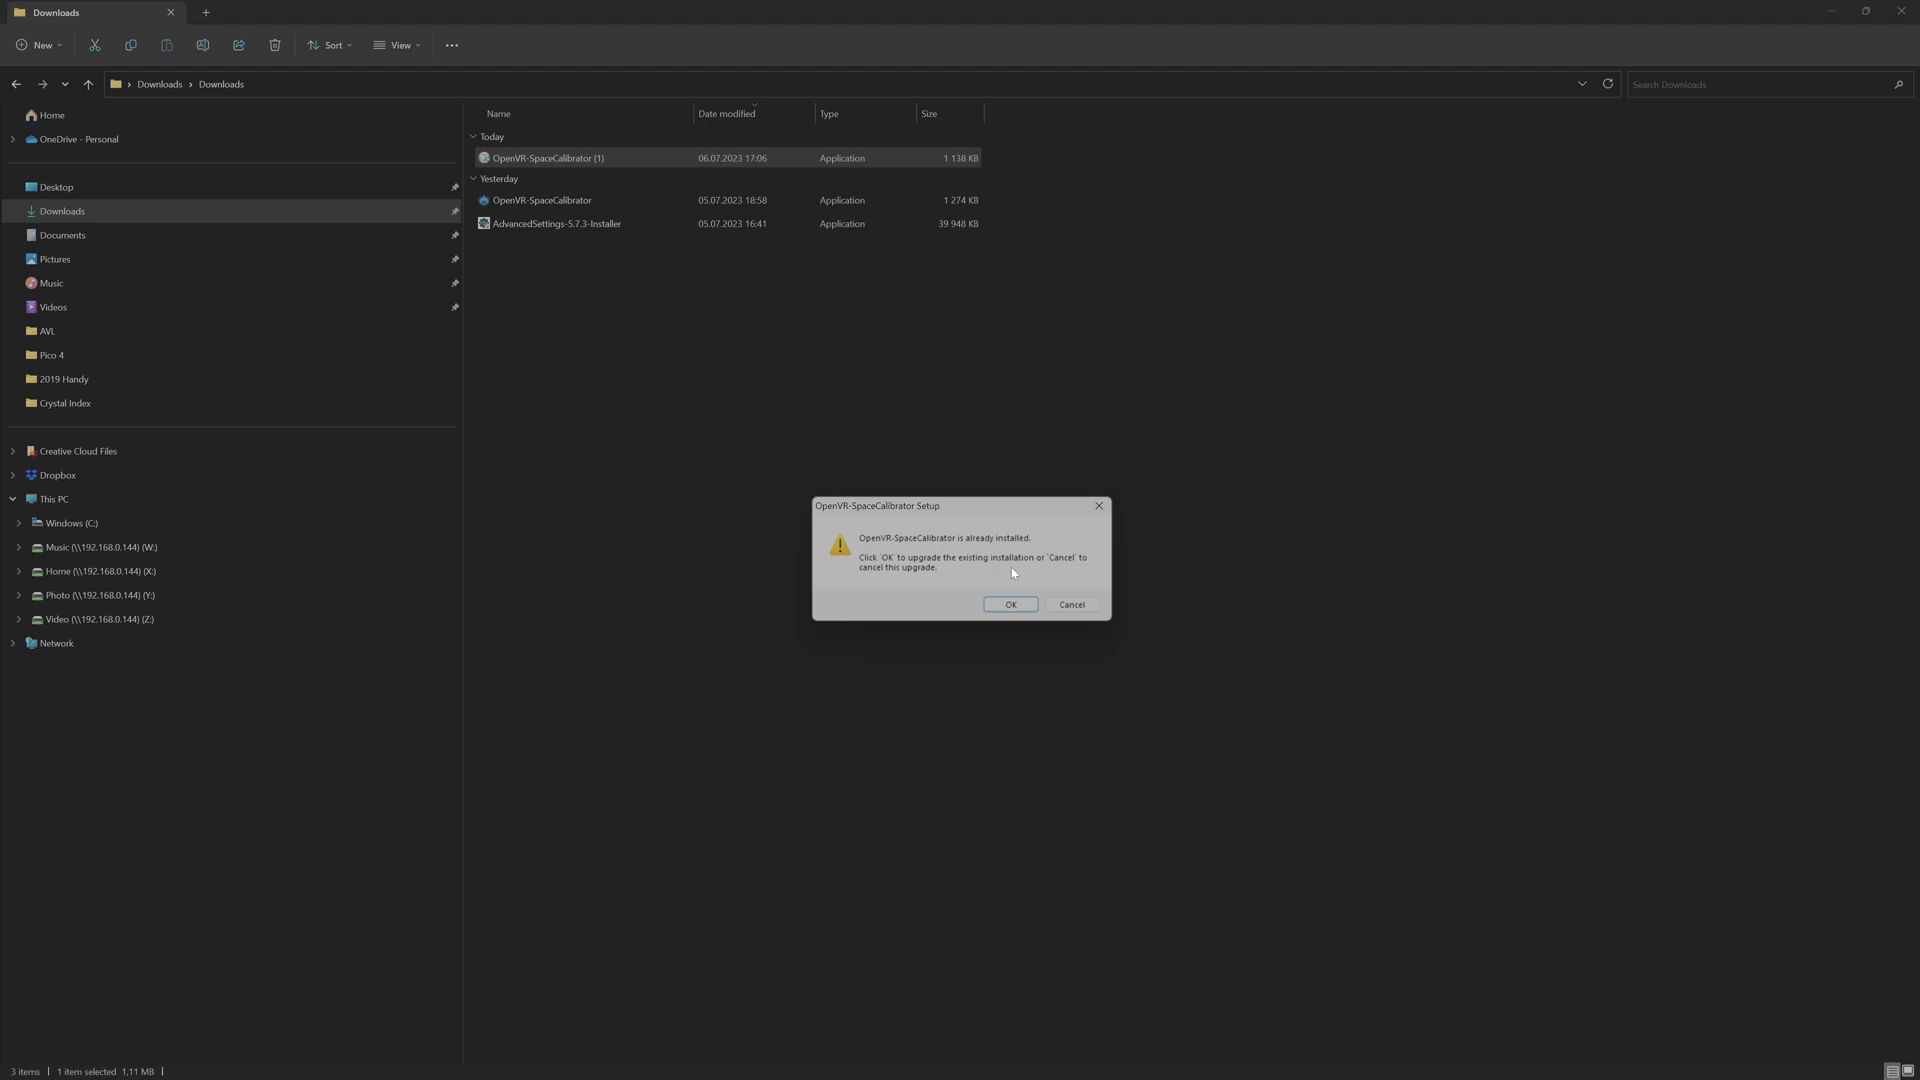 Downloads
New
Sort
View
Downloads › Downloads
Search Downloads
Home
OneDrive - Personal
Desktop
Downloads
Documents
Pictures
Music
Videos
AVL
Pico 4
2019 Handy
Crystal Index
Creative Cloud Files
Dropbox
This PC
Windows (C:)
Music (\\192.168.0.144) (W:)
Home (\\192.168.0.144) (X:)
Photo (\\192.168.0.144) (Y:)
Video (\\192.168.0.144) (Z:)
Network
Name Date modified Type Size
Today
OpenVR-SpaceCalibrator (1) 06.07.2023 17:06 Application 1 138 KB
Yesterday
OpenVR-SpaceCalibrator 05.07.2023 18:58 Application 1 274 KB
AdvancedSettings-5.7.3-Installer 05.07.2023 16:41 Application 39 948 KB
OpenVR-SpaceCalibrator Setup
OpenVR-SpaceCalibrator is already installed.
Click `OK` to upgrade the existing installation or `Cancel` to
cancel this upgrade.
OK Cancel
3 items 1 item selected 1,11 MB